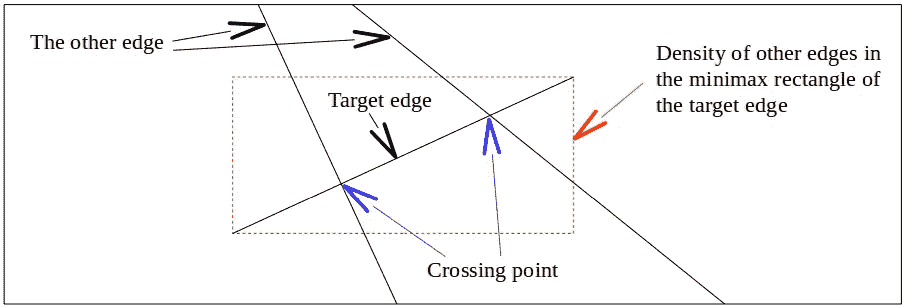 The other edge
Target edge
Density of other edges in
the minimax rectangle of
the target edge
Crossing point